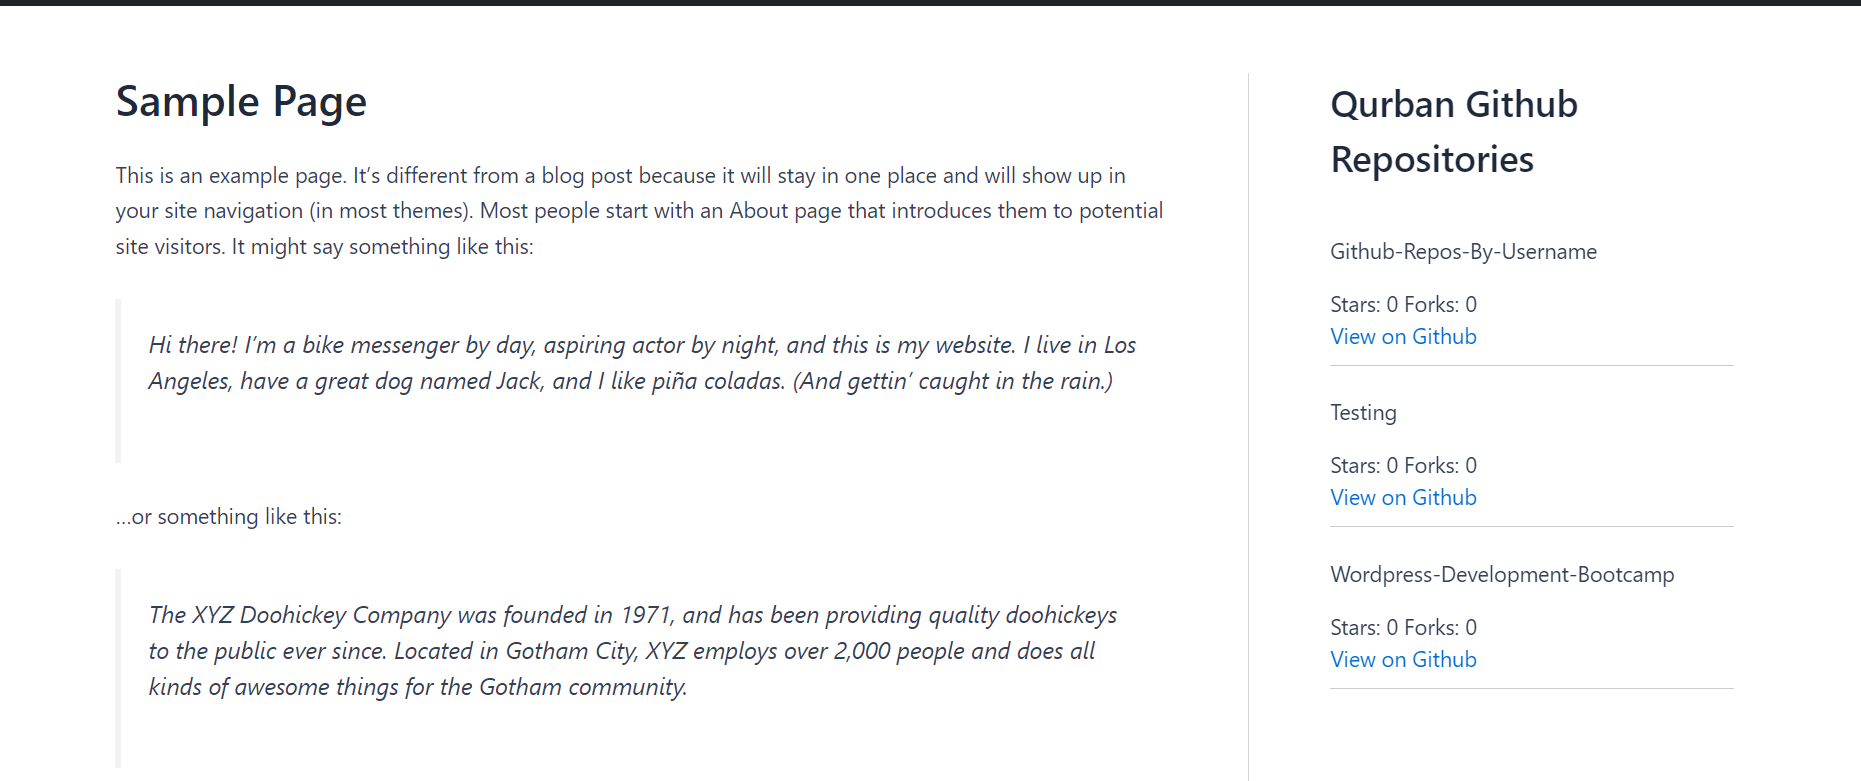 Sample Page
This is an example page. It’s different from a blog post because it will stay in one place and will show up in
your site navigation (in most themes). Most people start with an About page that introduces them to potential
site visitors. It might say something like this:
Hi there! I’m a bike messenger by day, aspiring actor by night, and this is my website. I live in Los
Angeles, have a great dog named Jack, and I like piña coladas. (And gettin’ caught in the rain.)
…or something like this:
The XYZ Doohickey Company was founded in 1971, and has been providing quality doohickeys
to the public ever since. Located in Gotham City, XYZ employs over 2,000 people and does all
kinds of awesome things for the Gotham community.
Qurban Github
Repositories
Github-Repos-By-Username
Stars: 0 Forks: 0
View on Github
Testing
Stars: 0 Forks: 0
View on Github
Wordpress-Development-Bootcamp
Stars: 0 Forks: 0
View on Github